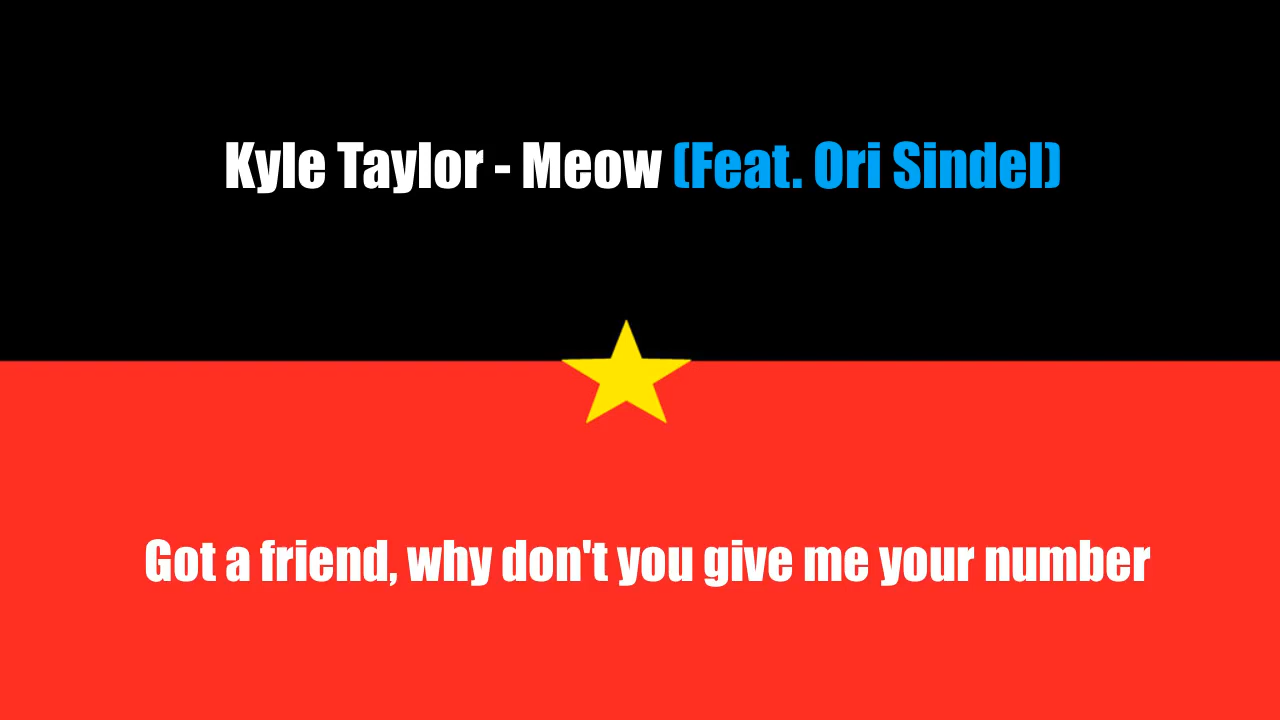 Kyle Taylor - Meow (Feat. Ori Sindel)
Got a friend, why don't you give me your number